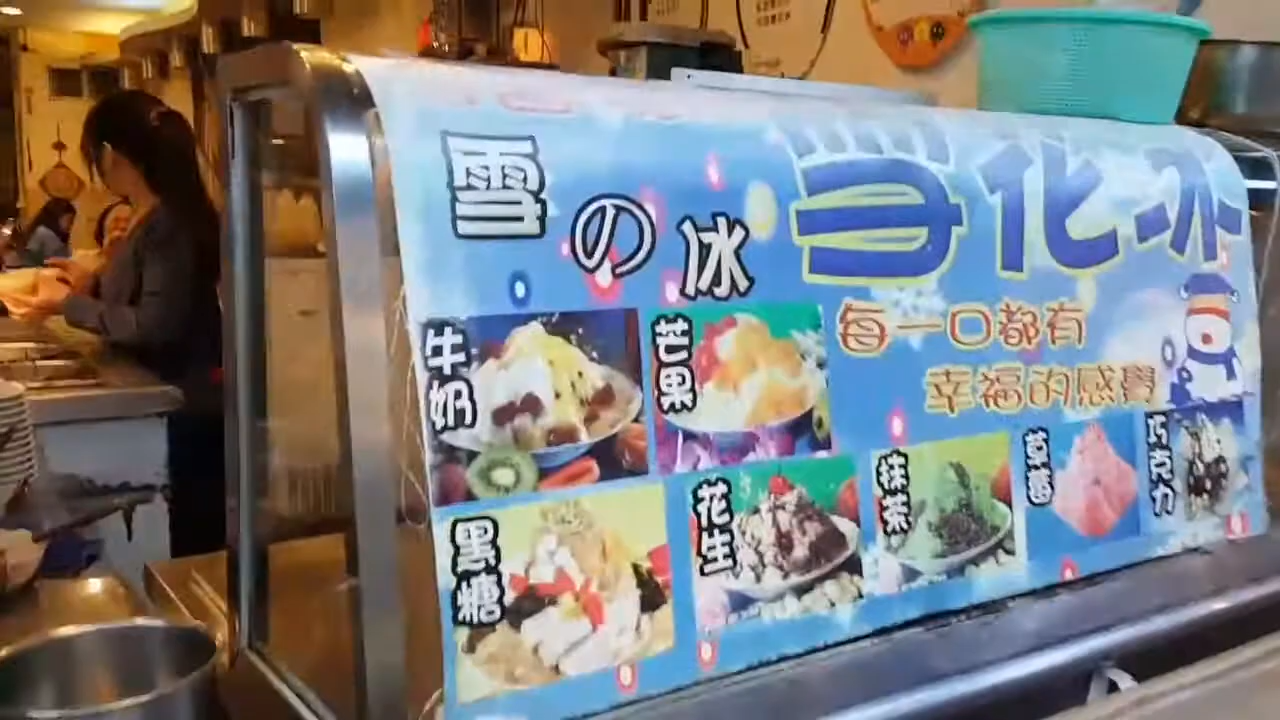 雪の冰
雪化冰
每一口都有
幸福的感覺
牛奶
芒果
黑糖
花生
抹茶
草莓
巧克力